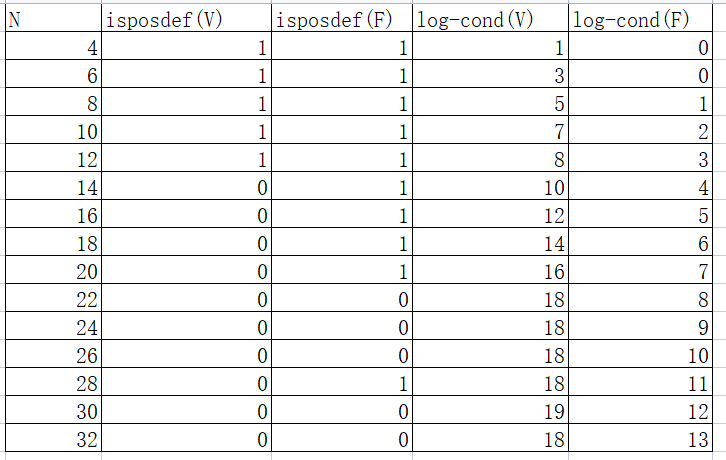 N isposdef(V) isposdef(F) log-cond(V) log-cond(F)
4 1 1 1 0
6 1 1 3 0
8 1 1 5 1
10 1 1 7 2
12 1 1 8 3
14 0 1 10 4
16 0 1 12 5
18 0 1 14 6
20 0 1 16 7
22 0 0 18 8
24 0 0 18 9
26 0 0 18 10
28 0 1 18 11
30 0 0 19 12
32 0 0 18 13